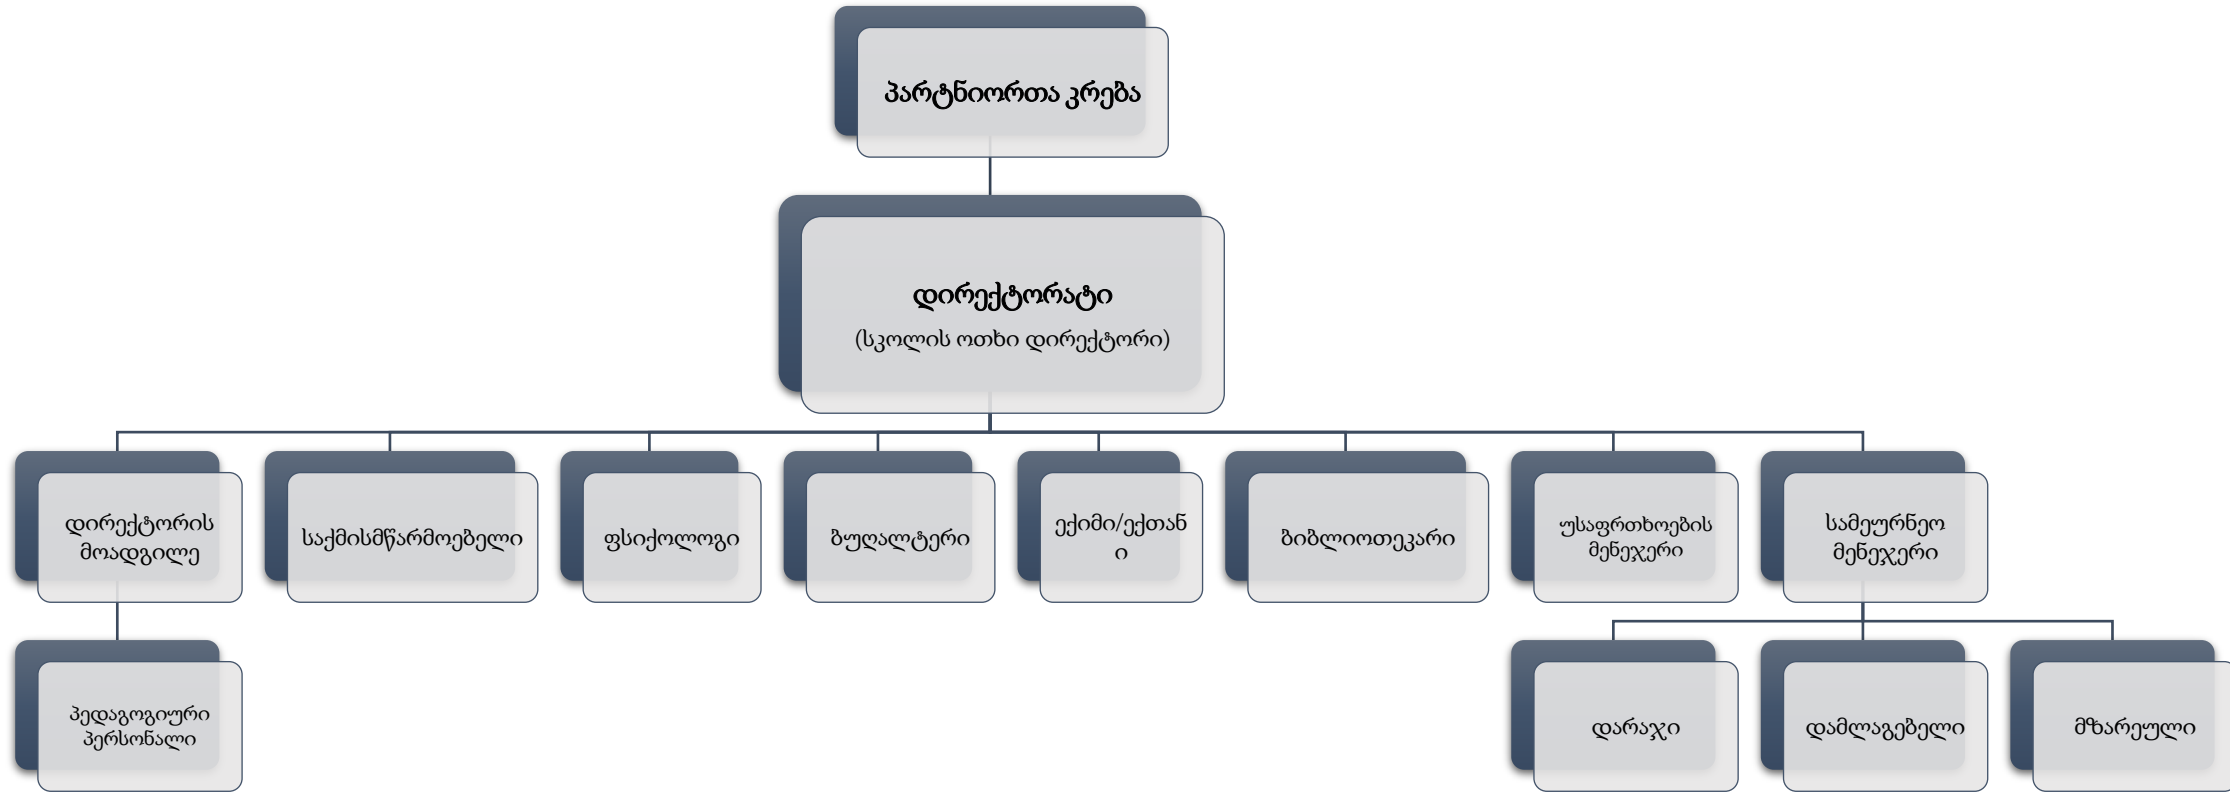 პარტნიორთა კრება
დირექტორატი
(სკოლის ოთხი დირექტორი)
დირექტორის
მოადგილე
საქმისმწარმოებელი
ფსიქოლოგი
ბუღალტერი
ექიმი/ექთან
ი
ბიბლიოთეკარი
უსაფრთხოების
მენეჯერი
სამეურნეო
მენეჯერი
პედაგოგიური
პერსონალი
დარაჯი
დამლაგებელი
მზარეული